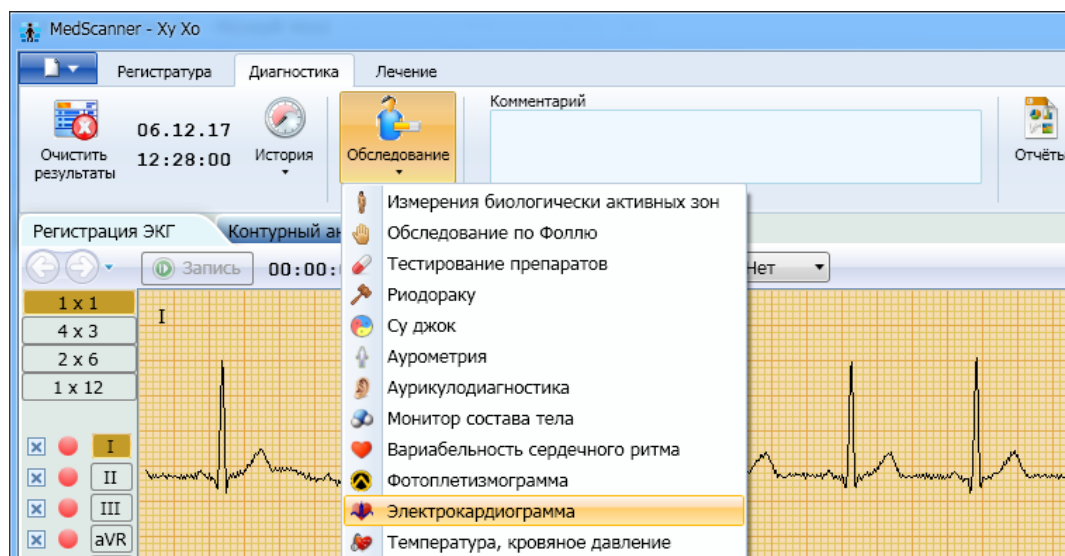 MedScanner - Ху Хо
Регистратура Диагностика Лечение
Очистить результаты
06.12.17
12:28:00
История
Обследование
Комментарий
Отчёты
Регистрация ЭКГ
Контурный
Запись 00:00:
Нет
1 x 1
4 x 3
2 x 6
1 x 12
I
I
II
III
aVR
Измерения биологически активных зон
Обследование по Фоллю
Тестирование препаратов
Риодораку
Су джок
Аурометрия
Аурикулодиагностика
Монитор состава тела
Вариабельность сердечного ритма
Фотоплетизмограмма
Электрокардиограмма
Температура, кровяное давление